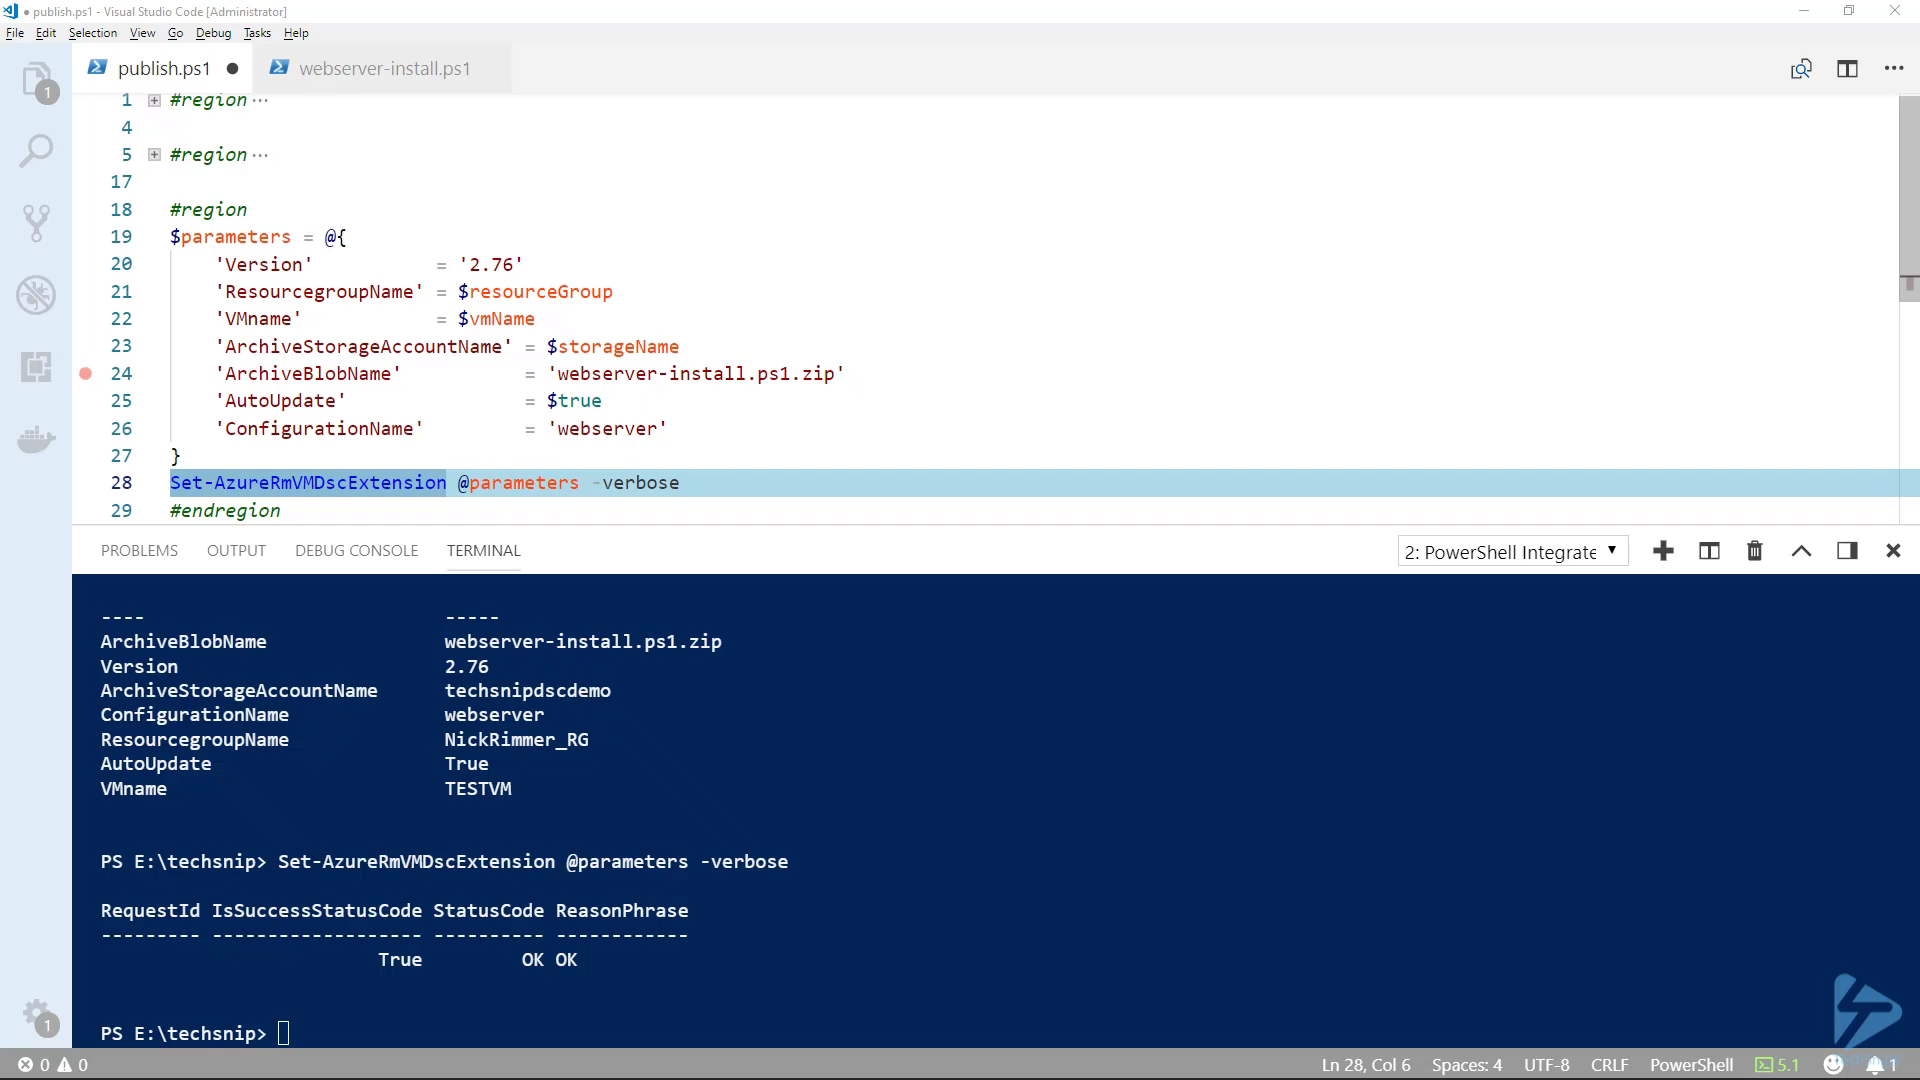 ● publish.ps1 - Visual Studio Code [Administrator]
File Edit Selection View Go Debug Tasks Help
publish.ps1 ● webserver-install.ps1
1 #region ···
4
5 #region ···
17
18 #region
19 $parameters = @{
20 'Version' = '2.76'
21 'ResourcegroupName' = $resourceGroup
22 'VMname' = $vmName
23 'ArchiveStorageAccountName' = $storageName
24 'ArchiveBlobName' = 'webserver-install.ps1.zip'
25 'AutoUpdate' = $true
26 'ConfigurationName' = 'webserver'
27 }
28 Set-AzureRmVMDscExtension @parameters -verbose
29 #endregion
PROBLEMS OUTPUT DEBUG CONSOLE TERMINAL 2: PowerShell Integrate
---- -----
ArchiveBlobName webserver-install.ps1.zip
Version 2.76
ArchiveStorageAccountName techsnipdscdemo
ConfigurationName webserver
ResourcegroupName NickRimmer_RG
AutoUpdate True
VMname TESTVM
PS E:\techsnip> Set-AzureRmVMDscExtension @parameters -verbose
RequestId IsSuccessStatusCode StatusCode ReasonPhrase
--------- ------------------- ---------- ------------
True OK OK
PS E:\techsnip>
1
1
0 0 Ln 28, Col 6 Spaces: 4 UTF-8 CRLF PowerShell 5.1 1